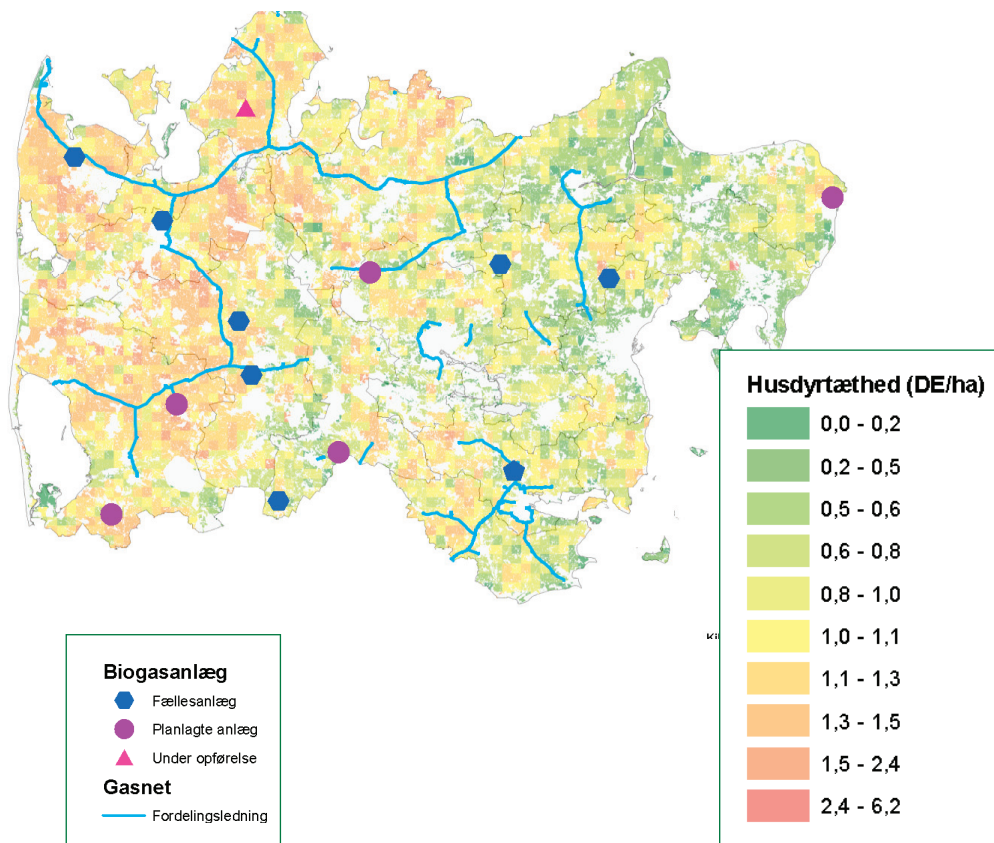 Husdyrtæthed (DE/ha)
0,0 - 0,2
0,2 - 0,5
0,5 - 0,6
0,6 - 0,8
0,8 - 1,0
1,0 - 1,1
1,1 - 1,3
1,3 - 1,5
1,5 - 2,4
2,4 - 6,2
Biogasanlæg
Fællesanlæg
Planlagte anlæg
Under opførelse
Gasnet
Fordelingsledning